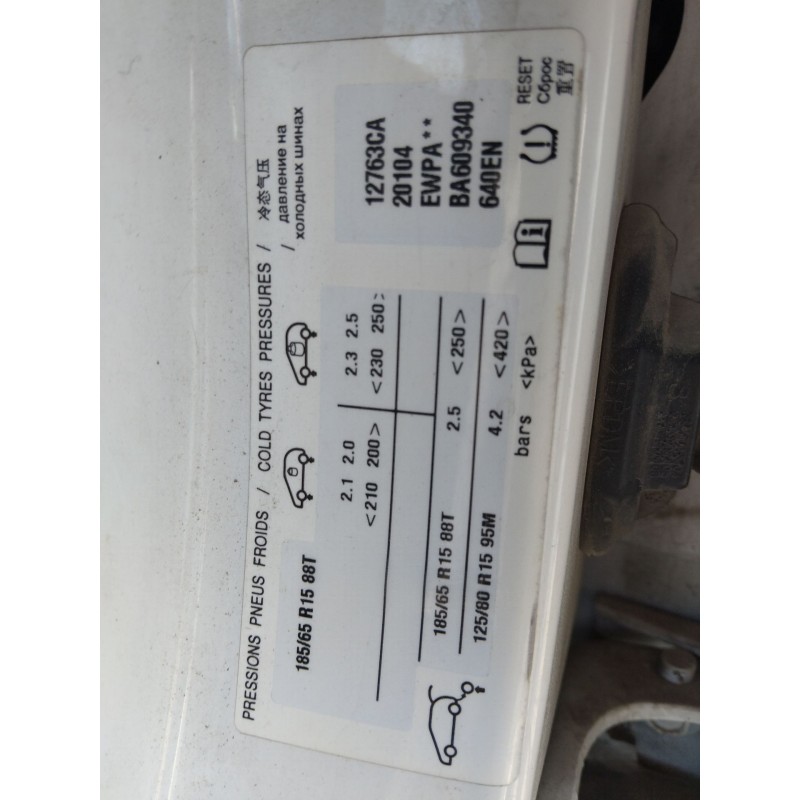 PRESSIONS PNEUS FROIDS / COLD TYRES PRESSURES / 冷态气压
/ давление на
холодных шинах
185/65 R15 88T
2.1 2.0
<210 200>
2.3 2.5
<230 250>
185/65 R15 88T 2.5 <250>
125/80 R15 95M 4.2 <420>
bars <kPa>
12763CA
20104
EWPA**
BA609340
640EN
RESET
Сброс
重置